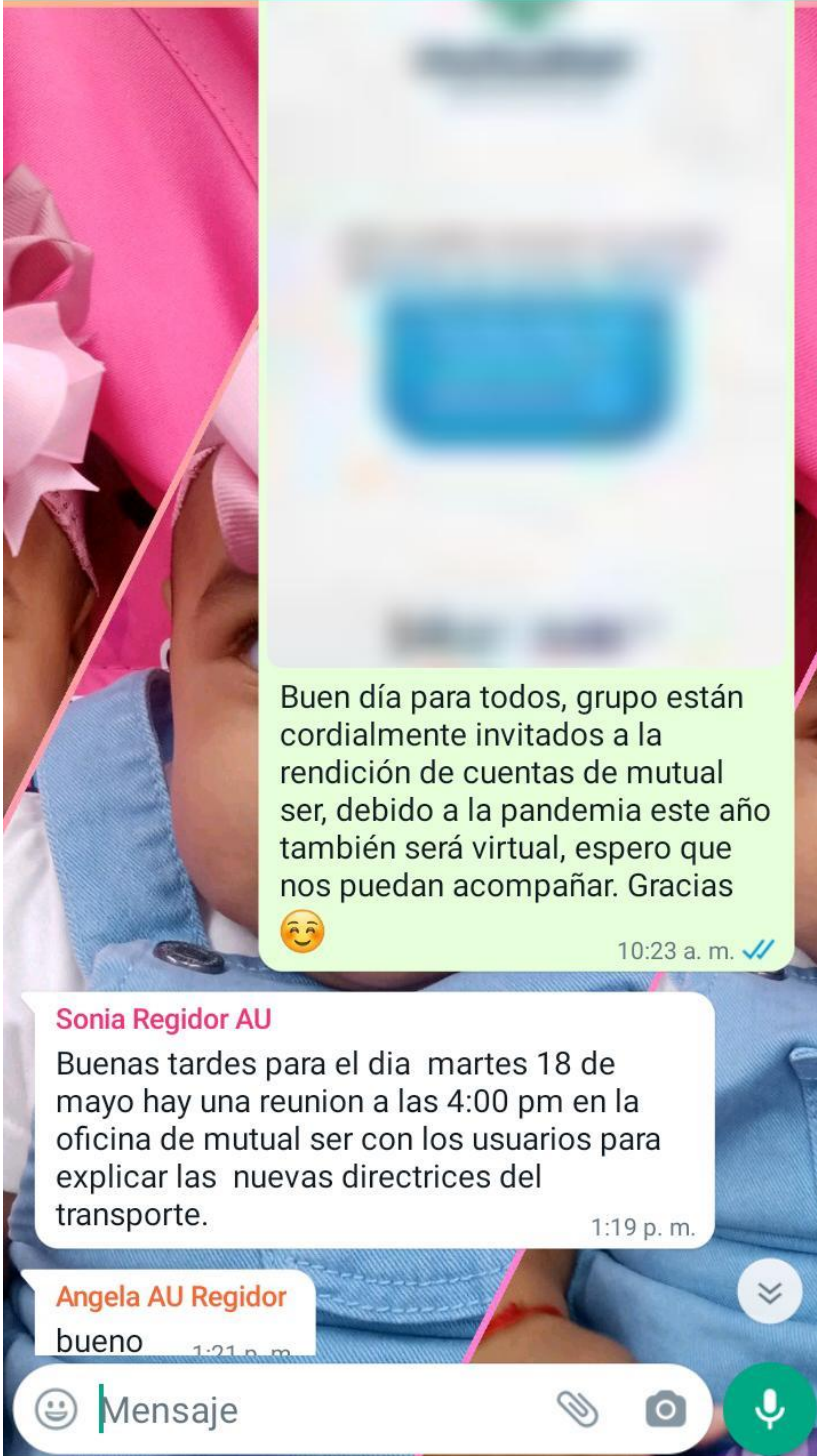 Buen día para todos, grupo están
cordialmente invitados a la
rendición de cuentas de mutual
ser, debido a la pandemia este año
también será virtual, espero que
nos puedan acompañar. Gracias
☺️
10:23 a. m.
Sonia Regidor AU
Buenas tardes para el dia  martes 18 de
mayo hay una reunion a las 4:00 pm en la
oficina de mutual ser con los usuarios para
explicar las  nuevas directrices del
transporte.
1:19 p. m.
Angela AU Regidor
bueno
1:21 p. m.
Mensaje